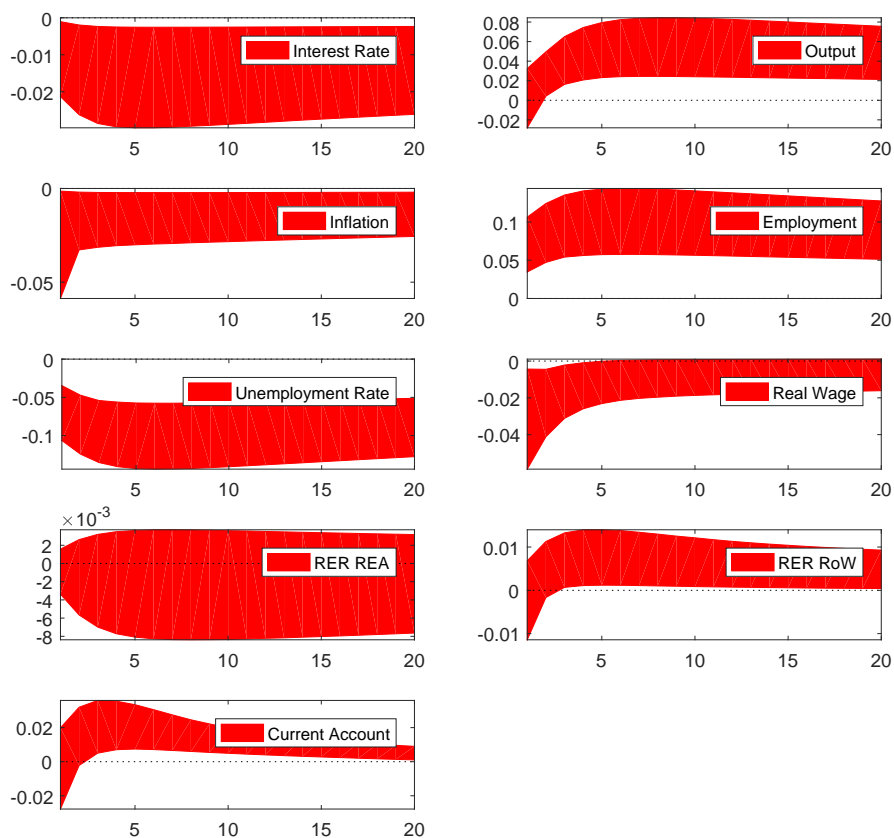 0
-0.01
-0.02
Interest Rate
5 10 15 20
0.08
0.06
0.04
0.02
0
-0.02
Output
5 10 15 20
0
-0.05
Inflation
5 10 15 20
0.1
0.05
0
Employment
5 10 15 20
0
-0.05
-0.1
Unemployment Rate
5 10 15 20
0
-0.02
-0.04
Real Wage
5 10 15 20
×10⁻³
2
0
-2
-4
-6
-8
RER REA
5 10 15 20
0.01
0
-0.01
RER RoW
5 10 15 20
0.02
0
-0.02
Current Account
5 10 15 20